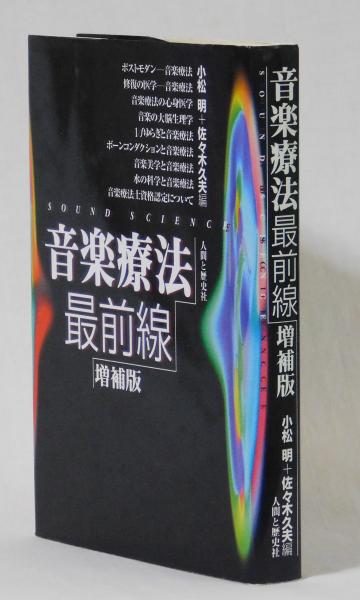 ポストモダン―音楽療法
修復の医学―音楽療法
音楽療法の心身医学
音楽の大脳生理学
1/fゆらぎと音楽療法
ボーンコンダクションと音楽療法
音楽美学と音楽療法
水の科学と音楽療法
音楽療法士資格認定について
小松 明+佐々木久夫編
SOUND SCIENCE
音楽療法
最前線
増補版
人間と歴史社
音楽療法最前線
増補版
小松 明+佐々木久夫編
人間と歴史社